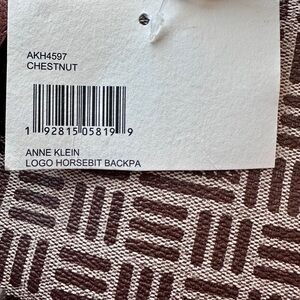 AKH4597
CHESTNUT
1 92815 05819 9
ANNE KLEIN
LOGO HORSEBIT BACKPA